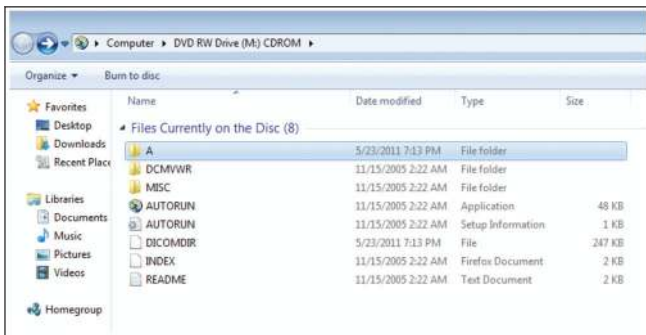 Computer ▸ DVD RW Drive (M:) CDROM ▸
Organize Burn to disc
Favorites
Desktop
Downloads
Recent Place
Libraries
Documents
Music
Pictures
Videos
Homegroup
Name Date modified Type Size
Files Currently on the Disc (8)
A 5/23/2011 7:13 PM File folder
DCMVWR 11/15/2005 2:22 AM File folder
MISC 11/15/2005 2:22 AM File folder
AUTORUN 11/15/2005 2:22 AM Application 48 KB
AUTORUN 11/15/2005 2:22 AM Setup Information 1 KB
DICOMDIR 5/23/2011 7:13 PM File 247 KB
INDEX 11/15/2005 2:22 AM Firefox Document 2 KB
README 11/15/2005 2:22 AM Text Document 2 KB